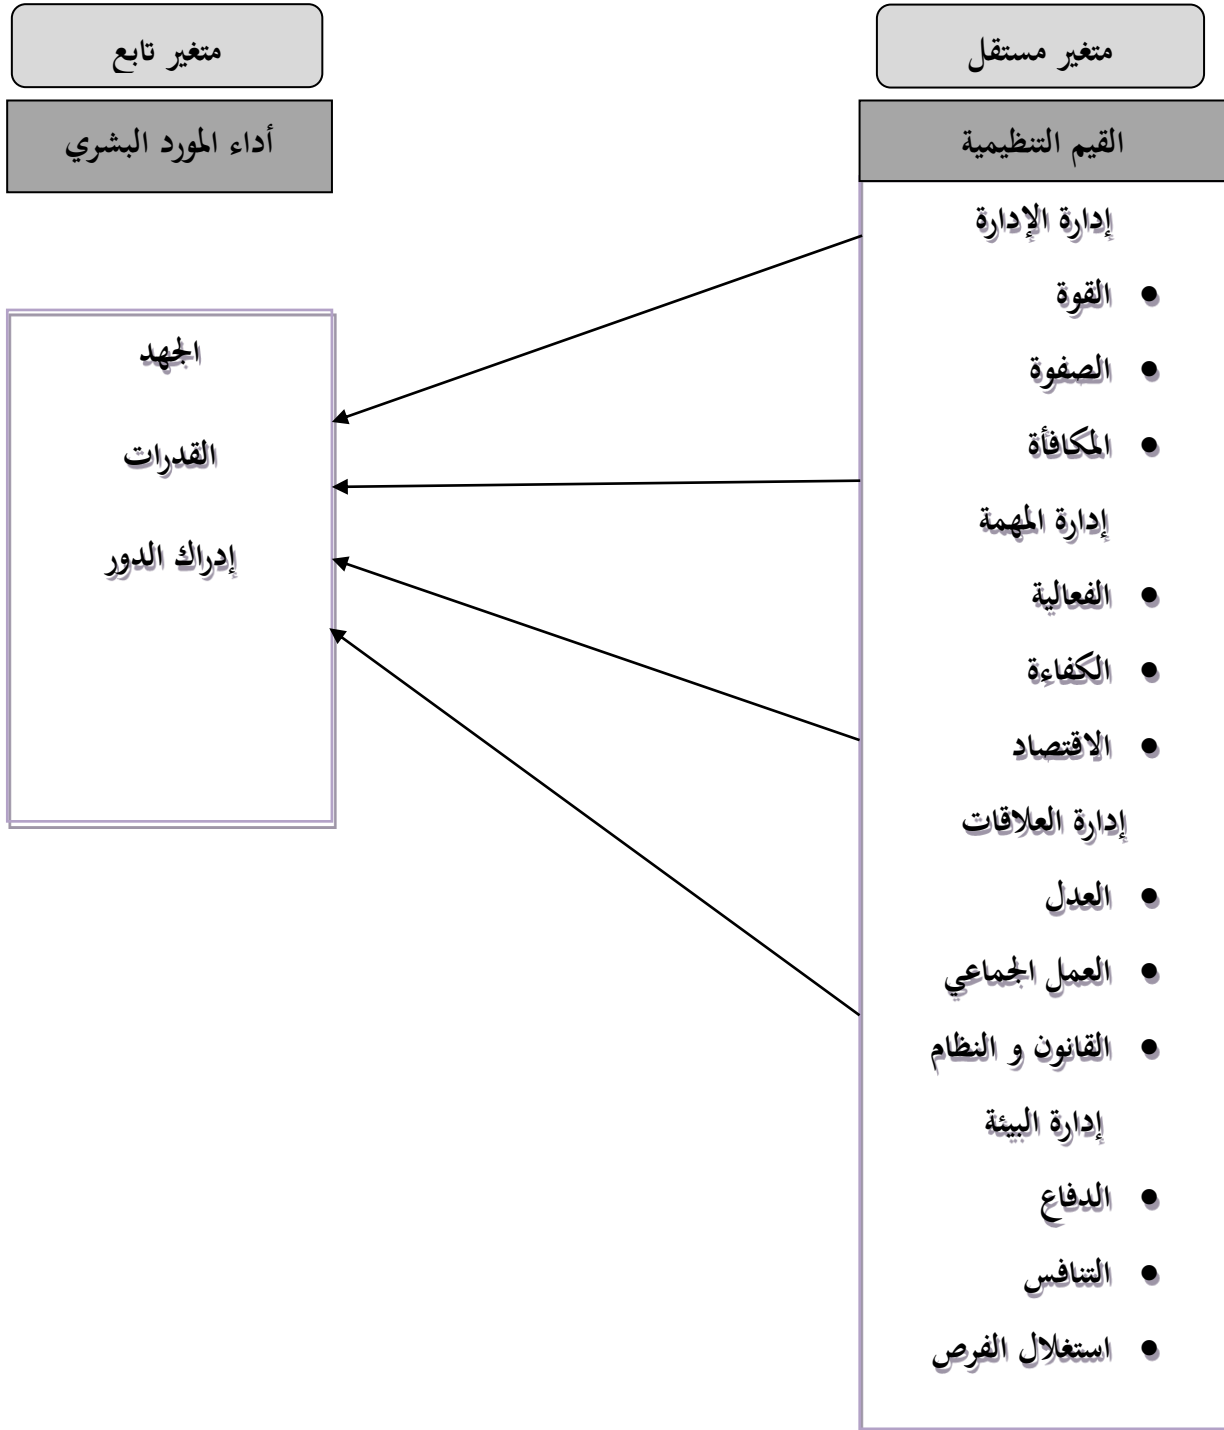 متغير مستقل
القيم التنظيمية
إدارة الإدارة
القوة
الصفوة
المكافأة
إدارة المهمة
الفعالية
الكفاءة
الاقتصاد
إدارة العلاقات
العدل
العمل الجماعي
القانون و النظام
إدارة البيئة
الدفاع
التنافس
استغلال الفرص
متغير تابع
أداء المورد البشري
الجهد
القدرات
إدراك الدور